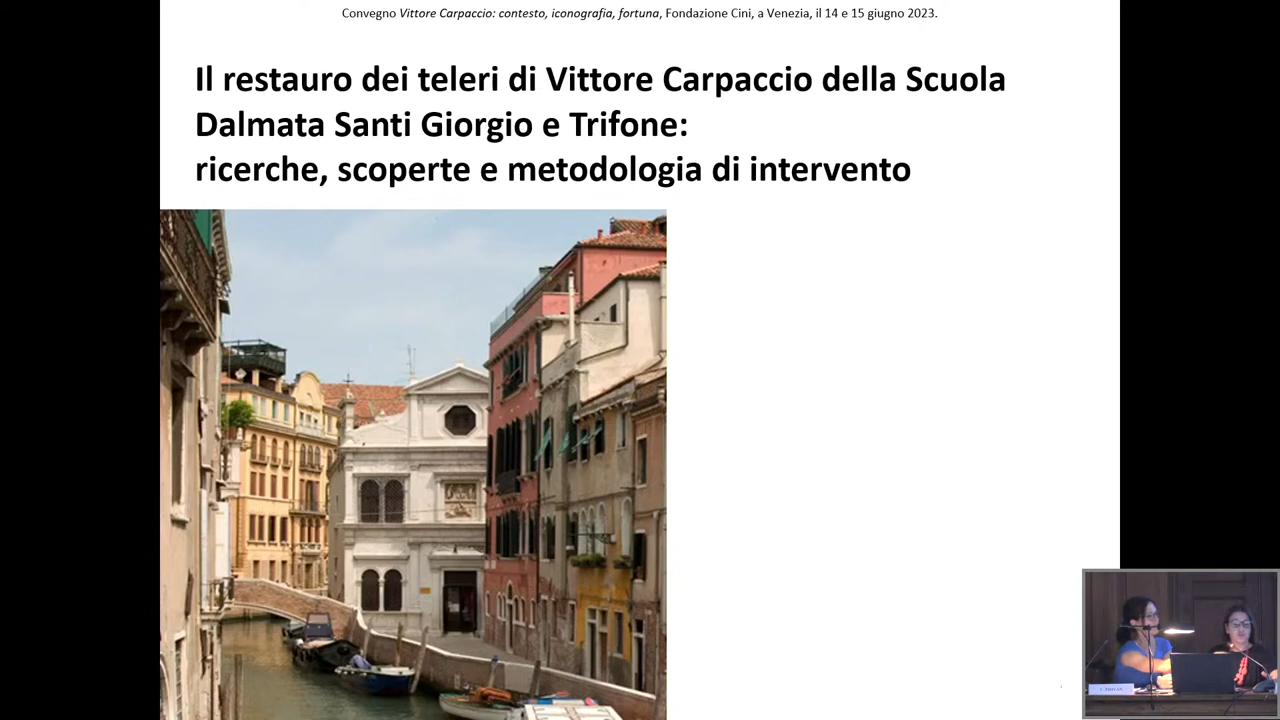 Convegno Vittore Carpaccio: contesto, iconografia, fortuna, Fondazione Cini, a Venezia, il 14 e 15 giugno 2023.
Il restauro dei teleri di Vittore Carpaccio della Scuola
Dalmata Santi Giorgio e Trifone:
ricerche, scoperte e metodologia di intervento